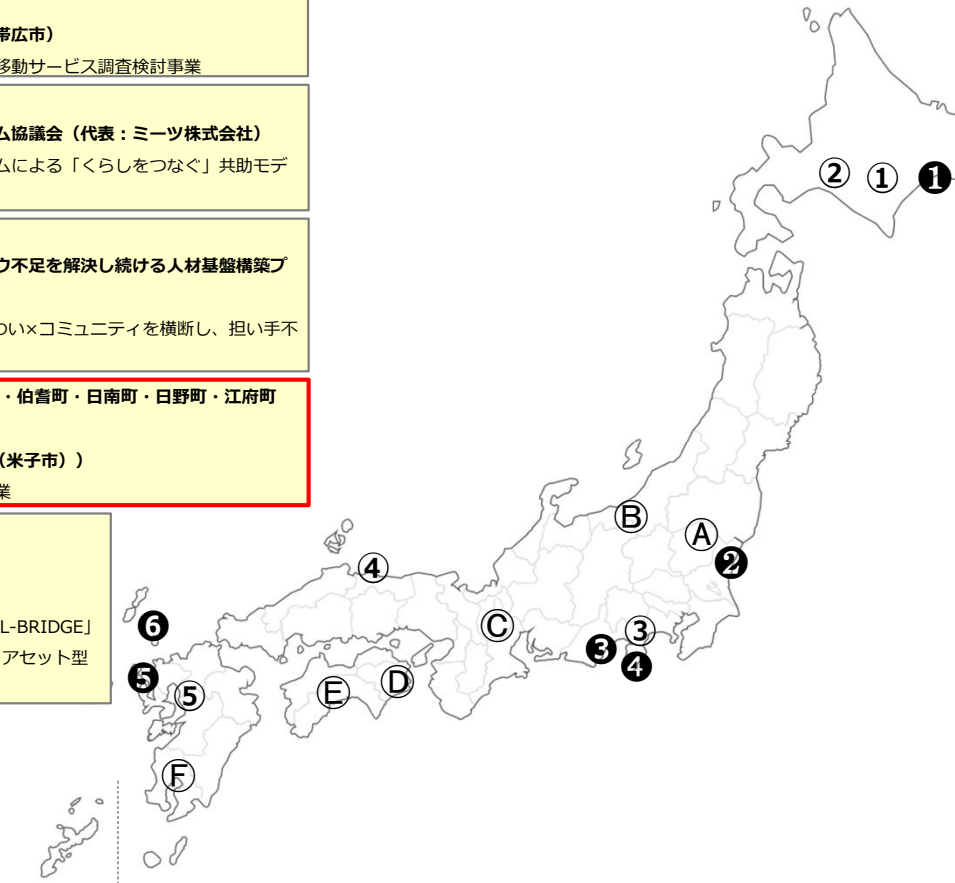 帯広市）
移動サービス調査検討事業
ム協議会（代表：ミーツ株式会社）
ムによる「くらしをつなぐ」共助モデ
ウ不足を解決し続ける人材基盤構築プ
わい×コミュニティを横断し、担い手不
・伯耆町・日南町・日野町・江府町
（米子市））
業
L-BRIDGE」
アセット型
② ① ❶
Ⓑ
Ⓐ
❷
④
❻ Ⓒ ③
❸ ❹
❺ ⑤ Ⓔ Ⓓ
Ⓕ